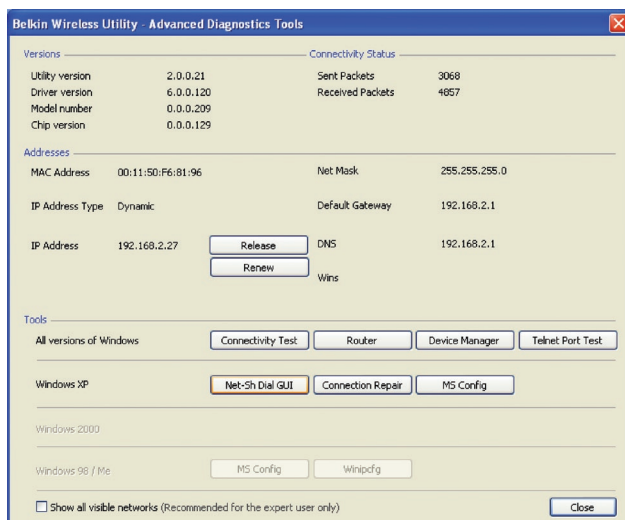 Belkin Wireless Utility - Advanced Diagnostics Tools
Versions
Utility version 2.0.0.21
Driver version 6.0.0.120
Model number 0.0.0.209
Chip version 0.0.0.129
Connectivity Status
Sent Packets 3068
Received Packets 4857
Addresses
MAC Address 00:11:50:F6:81:96
Net Mask 255.255.255.0
IP Address Type Dynamic
Default Gateway 192.168.2.1
IP Address 192.168.2.27 Release
Renew
DNS 192.168.2.1
Wins
Tools
All versions of Windows Connectivity Test Router Device Manager Telnet Port Test
Windows XP Net-Sh Dial GUI Connection Repair MS Config
Windows 2000
Windows 98 / Me MS Config Winipcfg
Show all visible networks (Recommended for the expert user only) Close